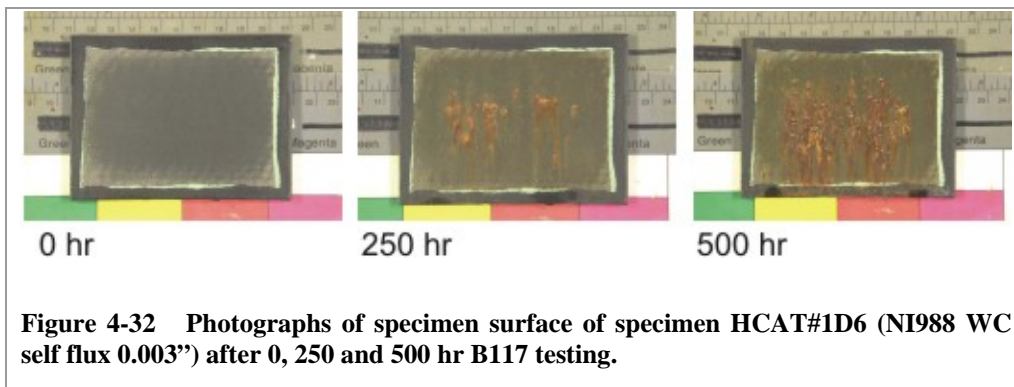 0 hr
250 hr
500 hr
Figure 4-32 Photographs of specimen surface of specimen HCAT#1D6 (NI988 WC
self flux 0.003”) after 0, 250 and 500 hr B117 testing.